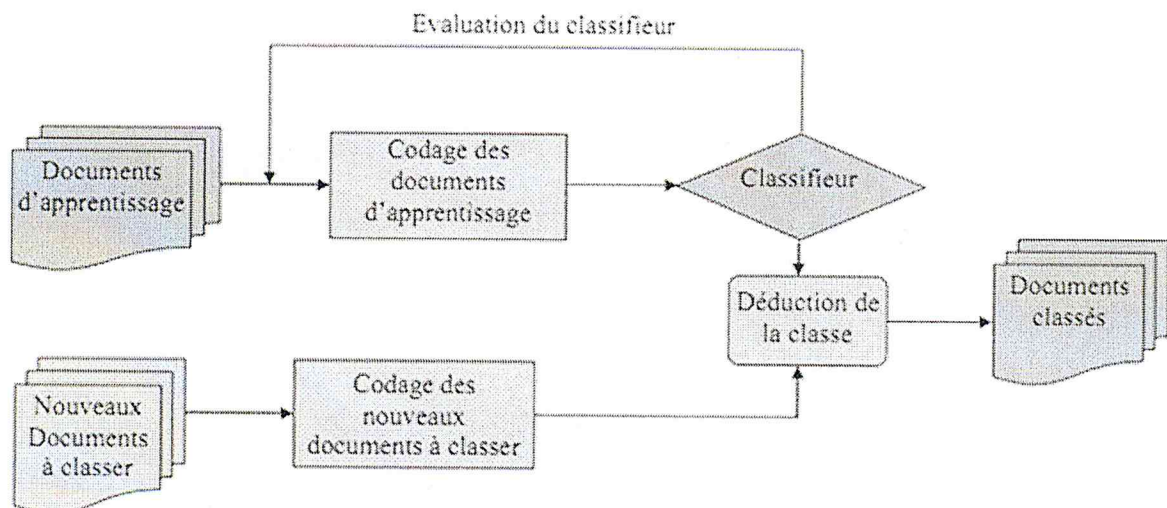 Evaluation du classifieur
Documents
d'apprentissage
Codage des
documents
d'apprentissage
Classifieur
Déduction de
la classe
Documents
classés
Nouveaux
Documents
à classer
Codage des
nouveaux
documents à classer